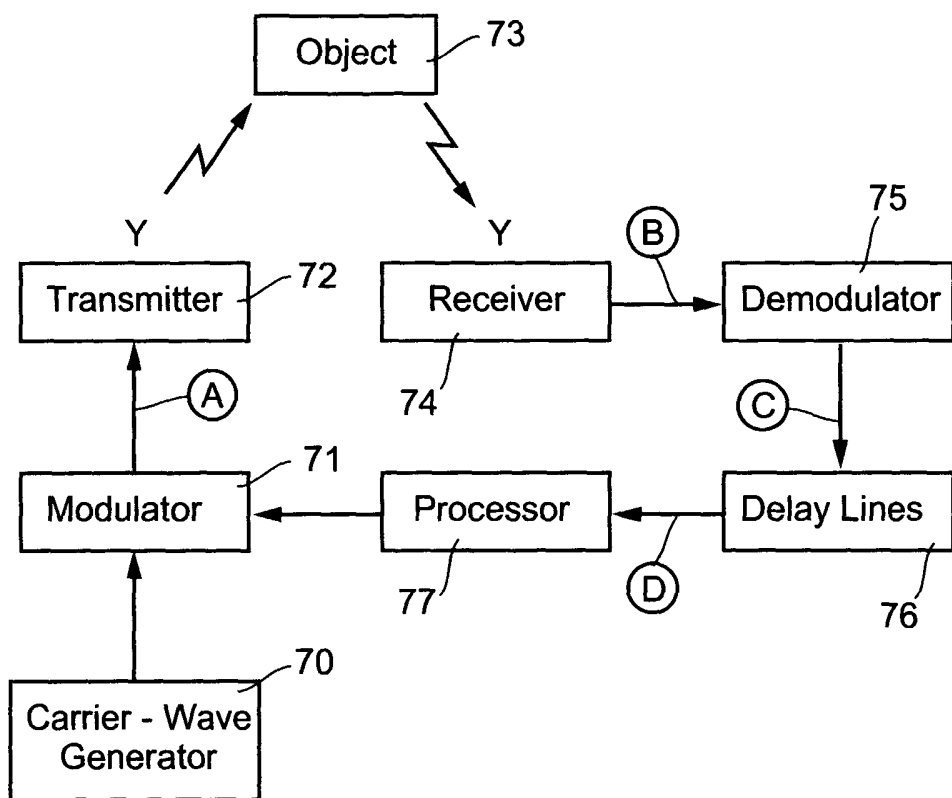 Object
73
Y
Y
B
75
Transmitter
72
Receiver
Demodulator
A
74
C
71
Modulator
Processor
Delay Lines
77
D
76
70
Carrier - Wave
Generator